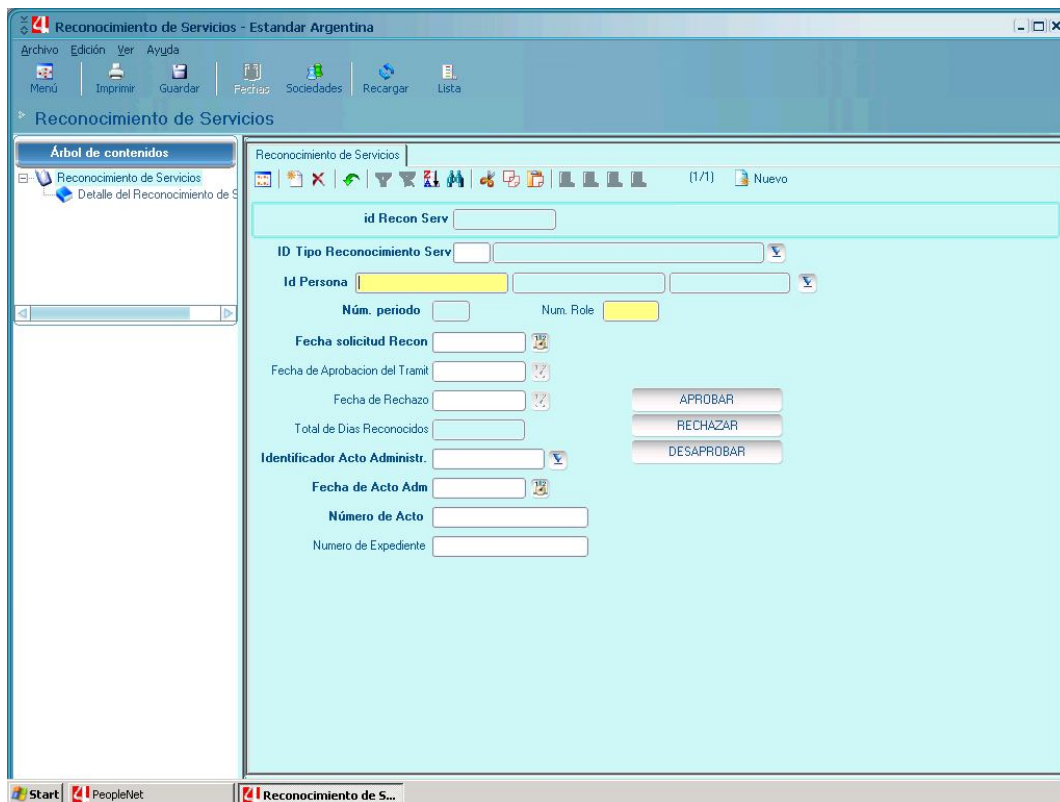 Reconocimiento de Servicios - Estandar Argentina
Archivo Edición Ver Ayuda
Menú Imprimir Guardar Fechas Sociedades Recargar Lista
Reconocimiento de Servicios
Árbol de contenidos
Reconocimiento de Servicios
Detalle del Reconocimiento de S
Reconocimiento de Servicios
(1/1) Nuevo
id Recon Serv
ID Tipo Reconocimiento Serv
Id Persona
Núm. periodo Num. Role
Fecha solicitud Recon
Fecha de Aprobacion del Tramit
Fecha de Rechazo APROBAR
Total de Dias Reconocidos RECHAZAR
Identificador Acto Administr. DESAPROBAR
Fecha de Acto Adm
Número de Acto
Numero de Expediente
Start PeopleNet Reconocimiento de S...